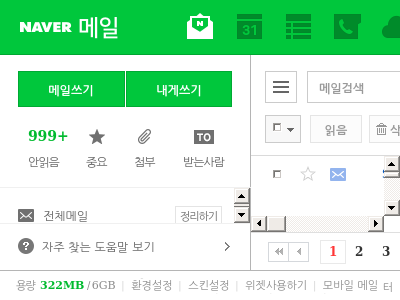 NAVER 메일
31
메일쓰기 내게쓰기
메일검색
999+ TO
안읽음 중요 첨부 받는사람
읽음
전체메일 정리하기
? 자주 찾는 도움말 보기
1 2 3
용량 322MB/6GB | 환경설정 | 스킨설정 | 위젯사용하기 | 모바일 메일